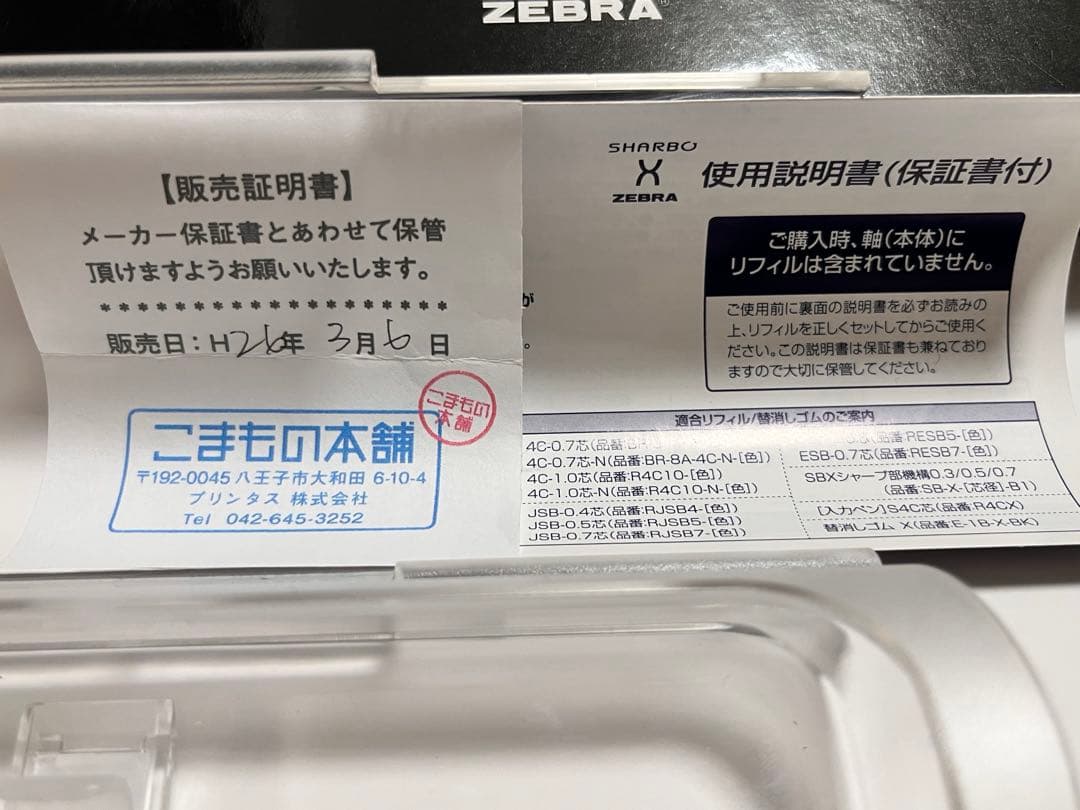 ZEBRA
【販売証明書】
メーカー保証書とあわせて保管
頂けますようお願いいたします。
********************
販売日:H26年 3月6日
こまもの本舗
こまもの本舗
〒192-0045 八王子市大和田 6-10-4
プリンタス 株式会社
Tel 042-645-3252
が
。
SHARBO
X
ZEBRA
使用説明書(保証書付)
ご購入時、軸(本体)に
リフィルは含まれていません。
ご使用前に裏面の説明書を必ずお読みの
上、リフィルを正しくセットしてからご使用く
ださい。この説明書は保証書も兼ねており
ますので大切に保管してください。
適合リフィル/替消しゴムのご案内
4C-0.7芯(品番:
4C-0.7芯-N(品番:BR-8A-4C-N-[色])
4C-1.0芯(品番:R4C10-[色])
4C-1.0芯-N(品番:R4C10-N-[色])
JSB-0.4芯(品番:RJSB4-[色])
JSB-0.5芯(品番:RJSB5-[色])
JSB-0.7芯(品番:RJSB7-[色])
芯(品番:RESB5-[色])
ESB-0.7芯(品番:RESB7-[色])
SBXシャープ部機構0.3/0.5/0.7
(品番:SB-X-[芯径]-B1)
[入力ペン]S4C芯(品番:R4CX)
替消しゴム X(品番:E-1B-X-BK)